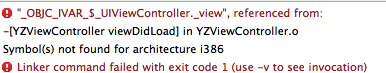 "_OBJC_IVAR_$_UIViewController._view", referenced from:
-[YZViewController viewDidLoad] in YZViewController.o
Symbol(s) not found for architecture i386
Linker command failed with exit code 1 (use -v to see invocation)